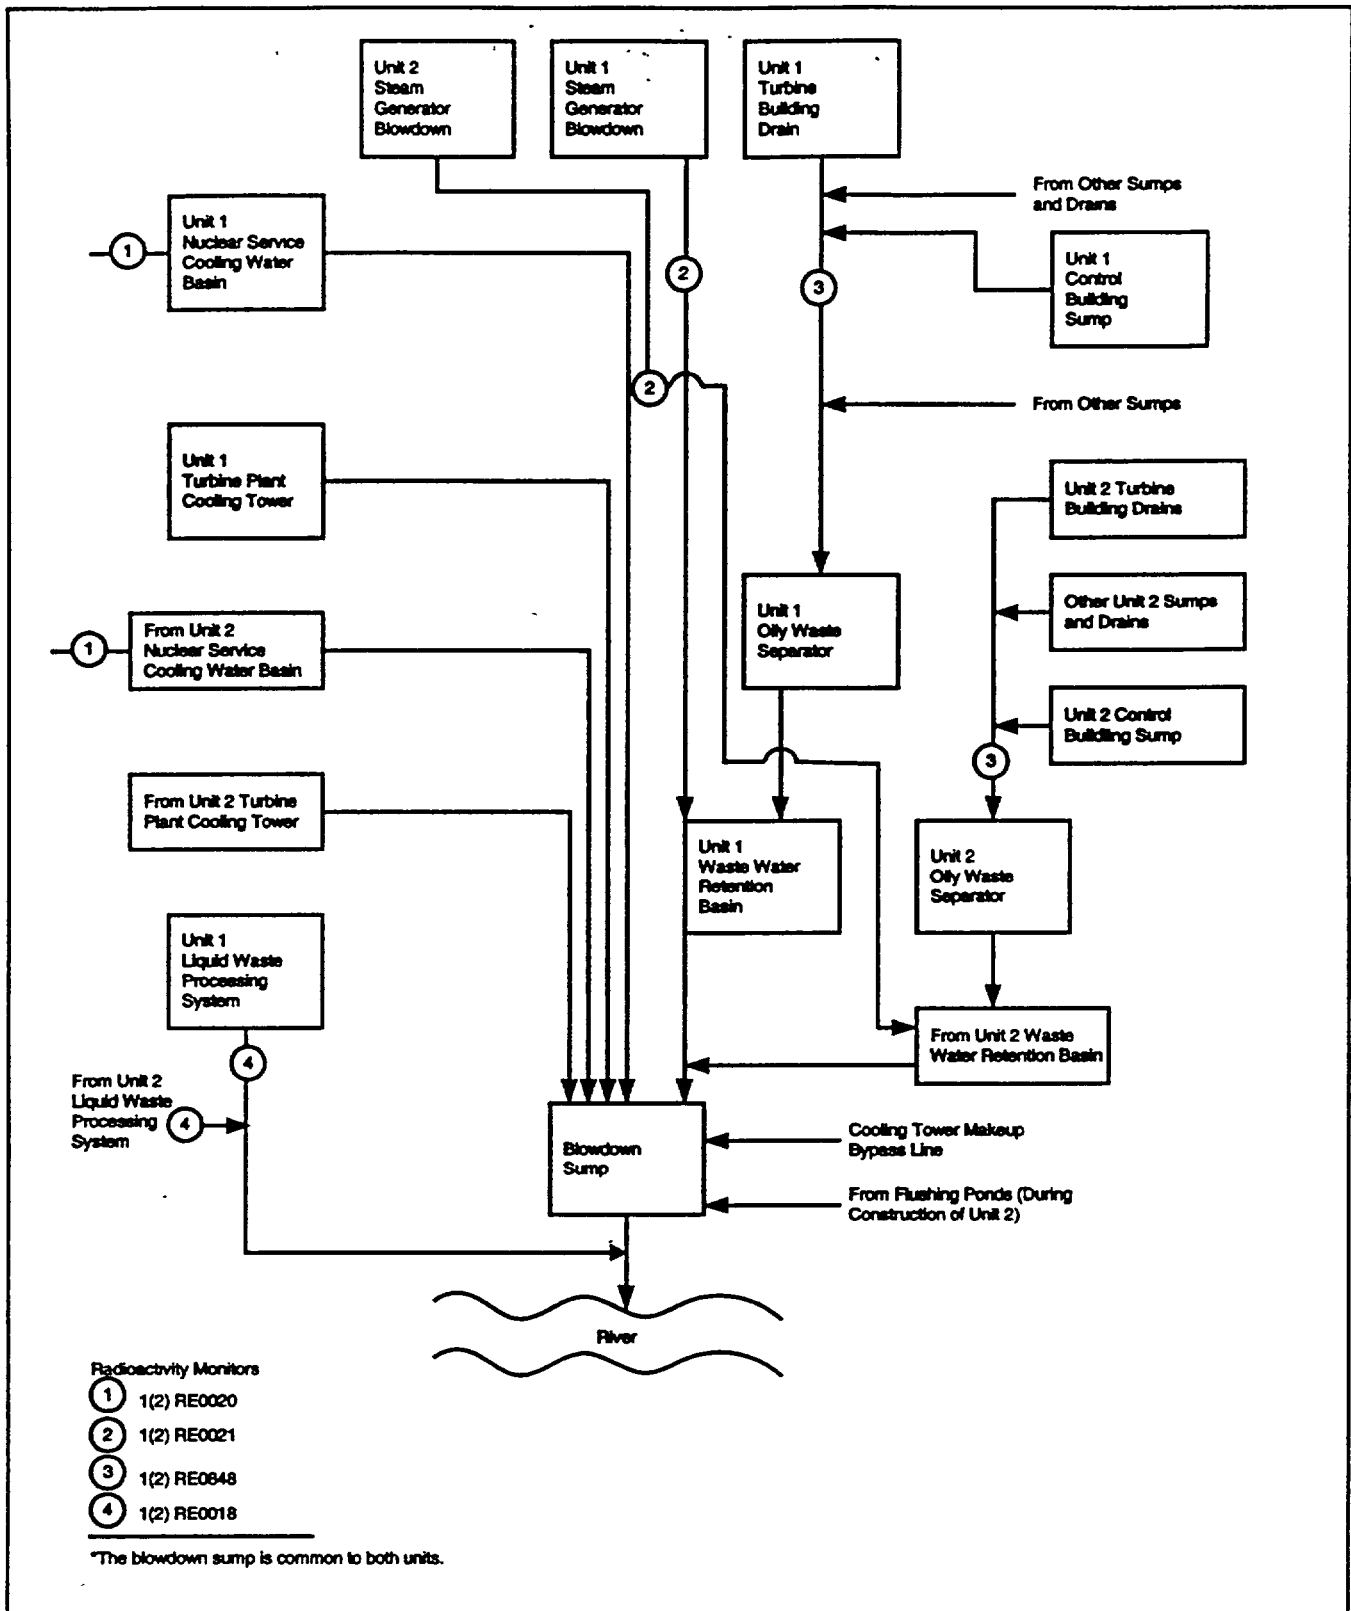 Unit 2
Steam
Generator
Blowdown
Unit 1
Steam
Generator
Blowdown
Unit 1
Turbine
Building
Drain
From Other Sumps
and Drains
Unit 1
Nuclear Service
Cooling Water
Basin
1
2
3
Unit 1
Control
Building
Sump
2
From Other Sumps
Unit 1
Turbine Plant
Cooling Tower
Unit 2 Turbine
Building Drains
Unit 1
Oily Waste
Separator
Other Unit 2 Sumps
and Drains
1
From Unit 2
Nuclear Service
Cooling Water Basin
Unit 2 Control
Building Sump
3
From Unit 2 Turbine
Plant Cooling Tower
Unit 1
Waste Water
Retention
Basin
Unit 2
Oily Waste
Separator
Unit 1
Liquid Waste
Processing
System
From Unit 2 Waste
Water Retention Basin
4
From Unit 2
Liquid Waste
Processing
System
4
Blowdown
Sump
Cooling Tower Makeup
Bypass Line
From Flushing Ponds (During
Construction of Unit 2)
River
Radioactivity Monitors
1 1(2) RE0020
2 1(2) RE0021
3 1(2) RE0848
4 1(2) RE0018
*The blowdown sump is common to both units.